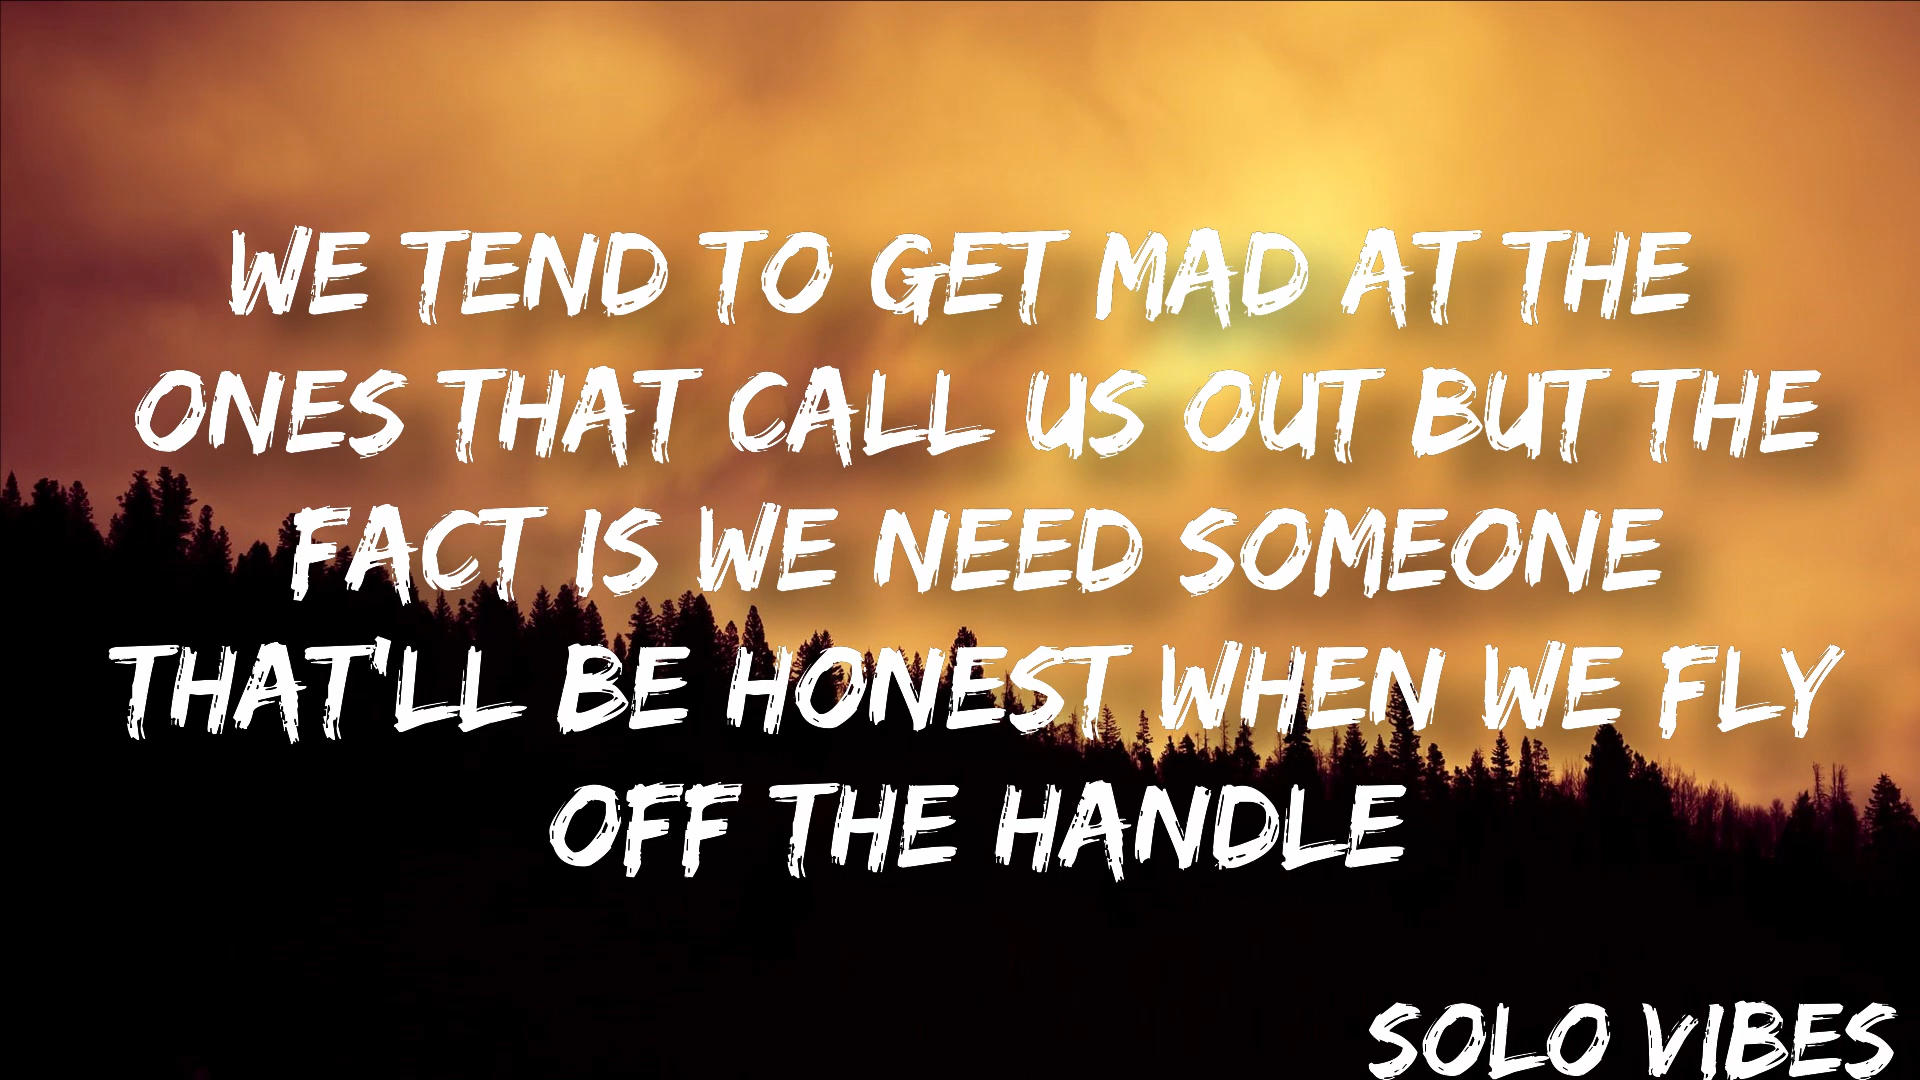 WE TEND TO GET MAD AT THE
ONES THAT CALL US OUT BUT THE
FACT IS WE NEED SOMEONE
THAT'LL BE HONEST WHEN WE FLY
OFF THE HANDLE
SOLO VIBES